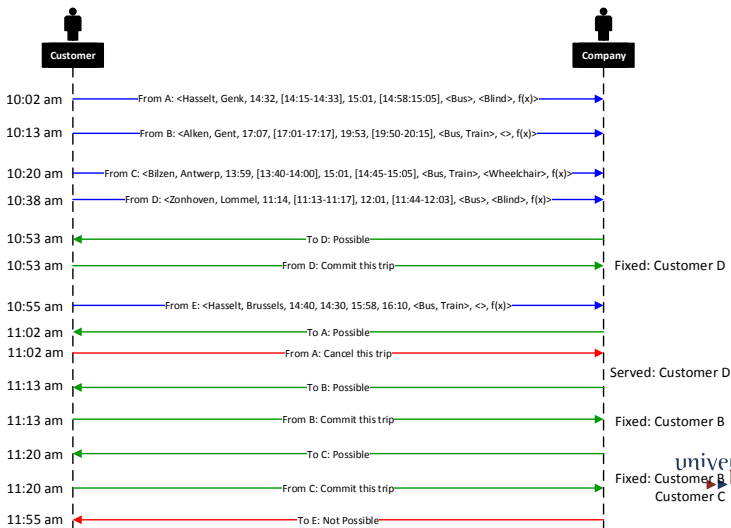 Customer
Company
10:02 am
From A: <Hasselt, Genk, 14:32, [14:15-14:33], 15:01, [14:58:15:05], <Bus>, <Blind>, f(x)>
10:13 am
From B: <Alken, Gent, 17:07, [17:01-17:17], 19:53, [19:50-20:15], <Bus, Train>, <>, f(x)>
10:20 am
From C: <Bilzen, Antwerp, 13:59, [13:40-14:00], 15:01, [14:45-15:05], <Bus, Train>, <Wheelchair>, f(x)>
10:38 am
From D: <Zonhoven, Lommel, 11:14, [11:13-11:17], 12:01, [11:44-12:03], <Bus>, <Blind>, f(x)>
10:53 am
To D: Possible
10:53 am
From D: Commit this trip
Fixed: Customer D
10:55 am
From E: <Hasselt, Brussels, 14:40, 14:30, 15:58, 16:10, <Bus, Train>, <>, f(x)>
11:02 am
To A: Possible
11:02 am
From A: Cancel this trip
Served: Customer D
11:13 am
To B: Possible
11:13 am
From B: Commit this trip
Fixed: Customer B
11:20 am
To C: Possible
11:20 am
From C: Commit this trip
Fixed: Customer B
Customer C
11:55 am
To E: Not Possible